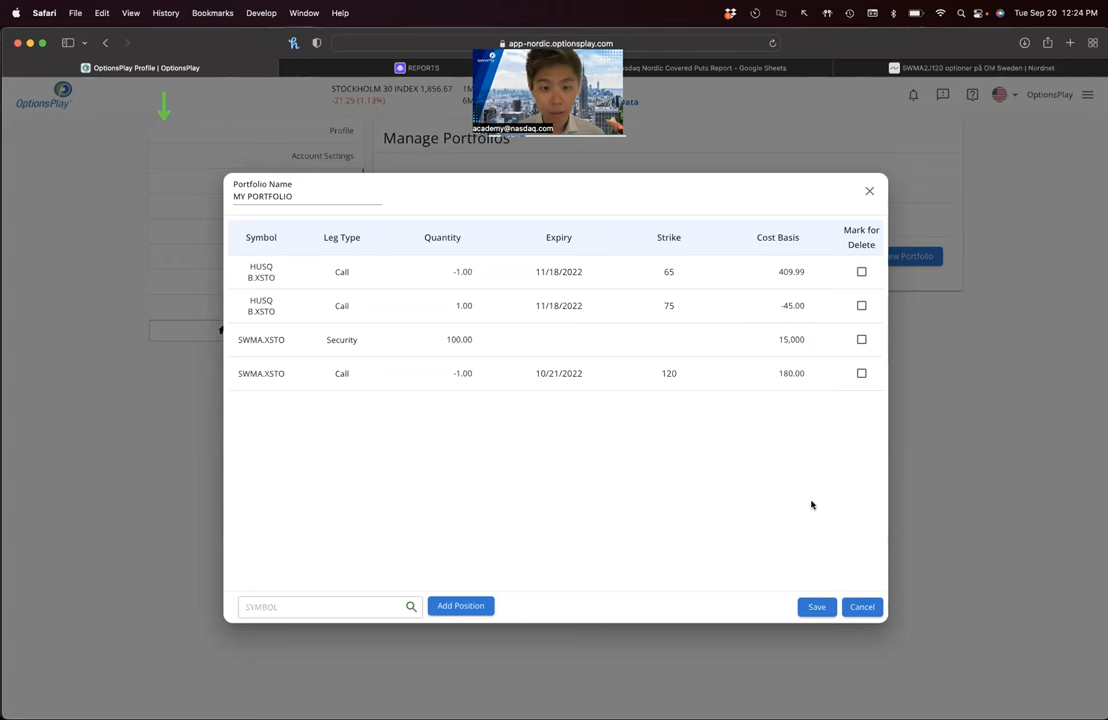 Safari File Edit View History Bookmarks Develop Window Help Tue Sep 20 12:24 PM
app-nordic.optionsplay.com
OptionsPlay Profile | OptionsPlay
REPORTS
asdaq Nordic Covered Puts Report – Google Sheets
SWMA2J120 optioner på OM Sweden | Nordnet
OptionsPlay
STOCKHOLM 30 INDEX 1,856.67
-21.25 (1.13%)
1M
6M
academy@nasdaq.com
OptionsPlay
Profile
Account Settings
Manage Portfolios
ew Portfolio
Portfolio Name
MY PORTFOLIO
Symbol Leg Type Quantity Expiry Strike Cost Basis Mark for
Delete
HUSQ
B.XSTO Call -1.00 11/18/2022 65 409.99
HUSQ
B.XSTO Call 1.00 11/18/2022 75 -45.00
SWMA.XSTO Security 100.00 15,000
SWMA.XSTO Call -1.00 10/21/2022 120 180.00
SYMBOL
Add Position
Save
Cancel